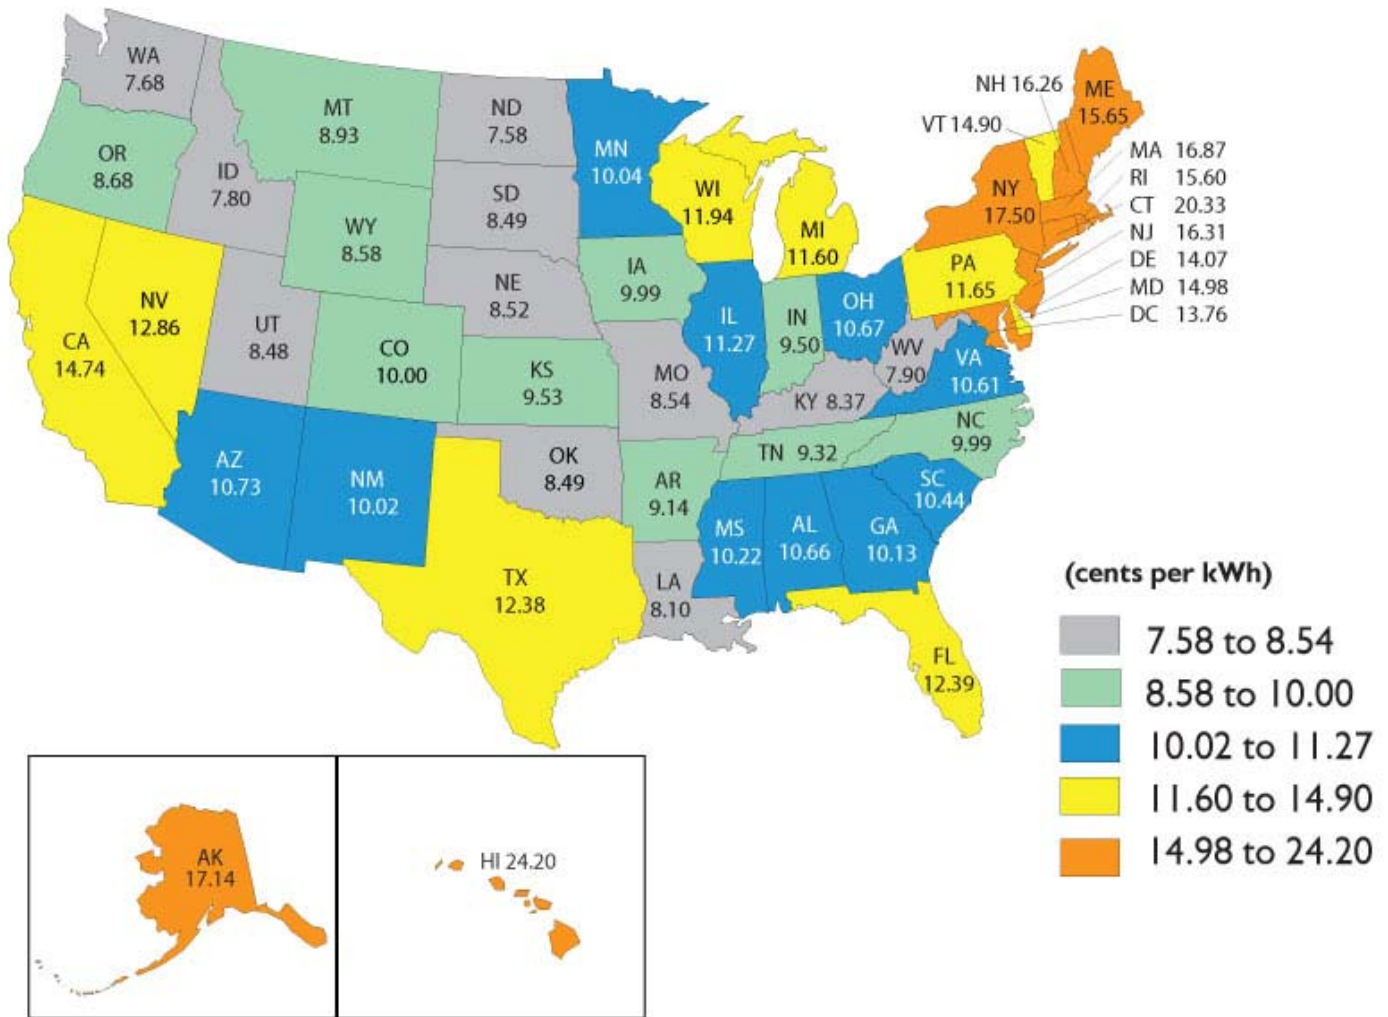 WA
7.68
MT
8.93
ND
7.58
MN
10.04
NH 16.26
ME
15.65
VT 14.90
OR
8.68
ID
7.80
SD
8.49
WI
11.94
MI
11.60
NY
17.50
MA 16.87
RI 15.60
CT 20.33
NJ 16.31
DE 14.07
MD 14.98
DC 13.76
WY
8.58
NE
8.52
IA
9.99
PA
11.65
NV
12.86
CA
14.74
UT
8.48
CO
10.00
KS
9.53
MO
8.54
IL
11.27
IN
9.50
OH
10.67
WV
7.90
VA
10.61
KY 8.37
NC
9.99
TN 9.32
AZ
10.73
NM
10.02
OK
8.49
AR
9.14
SC
10.44
MS
10.22
AL
10.66
GA
10.13
TX
12.38
LA
8.10
FL
12.39
(cents per kWh)
7.58 to 8.54
8.58 to 10.00
10.02 to 11.27
11.60 to 14.90
14.98 to 24.20
AK
17.14
HI 24.20